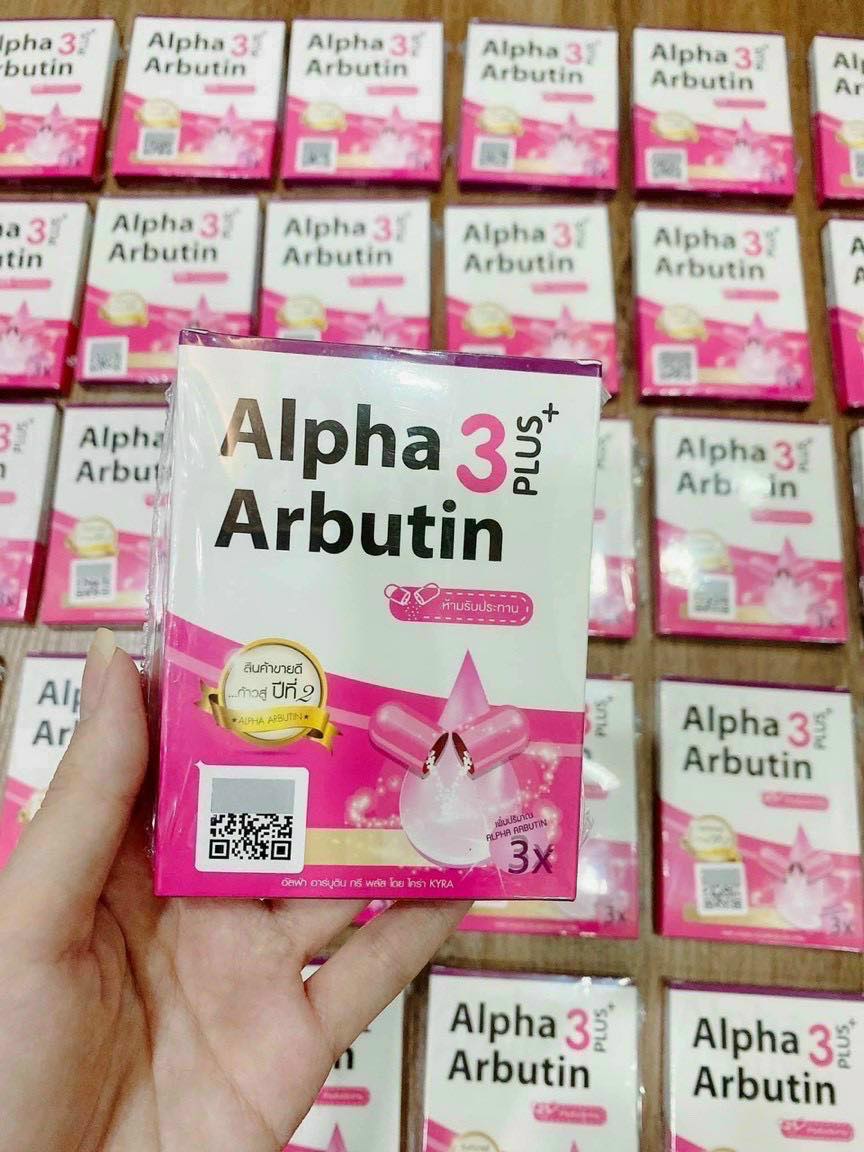 Alpha 3 PLUS+
Arbutin
ห้ามรับประทาน
สินค้าขายดี
...ก้าวสู่ ปีที่ 2
★ALPHA ARBUTIN★
เพิ่มปริมาณ
ALPHA ARBUTIN
3x
อัลฟ่า อาร์บูติน ทรี พลัส โดย ไคร่า KYRA